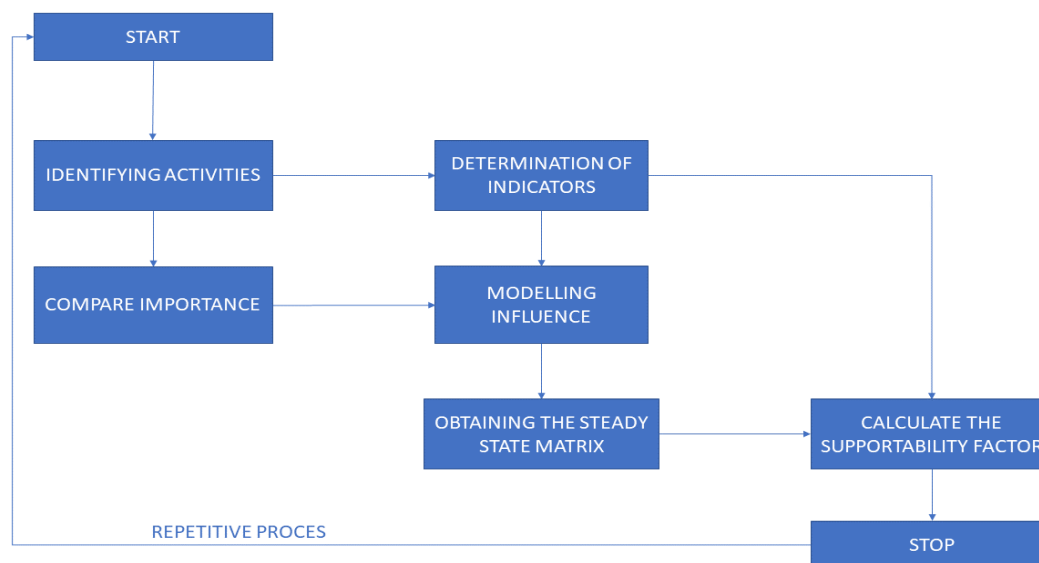 START
IDENTIFYING ACTIVITIES
DETERMINATION OF
INDICATORS
COMPARE IMPORTANCE
MODELLING
INFLUENCE
OBTAINING THE STEADY
STATE MATRIX
CALCULATE THE
SUPPORTABILITY FACTOR
REPETITIVE PROCES
STOP